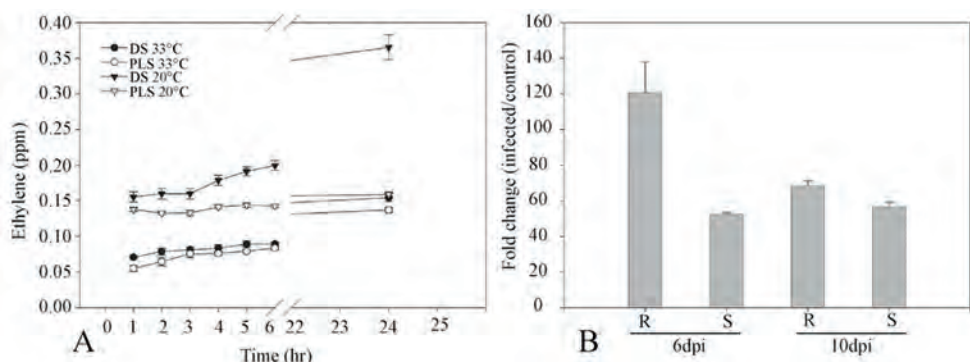 0.40
0.35
0.30
0.25
0.20
0.15
0.10
0.05
0.00
Ethylene (ppm)
DS 33°C
PLS 33°C
DS 20°C
PLS 20°C
0 1 2 3 4 5 6 22 23 24 25
A
Time (hr)
160
140
120
100
80
60
40
20
0
Fold change (infected/control)
R S R S
B
6dpi 10dpi